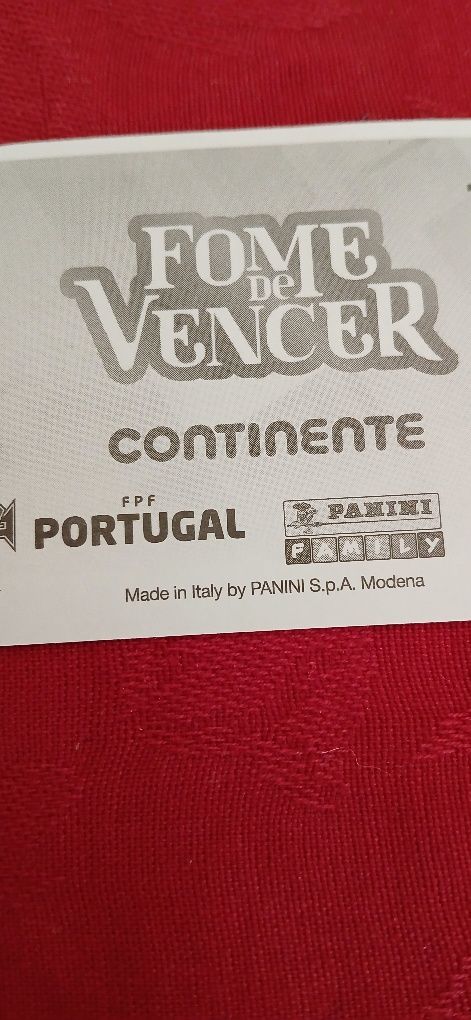 FOME
De
VENCER
CONTINENTE
FPF
PORTUGAL
PANINI
FAMILY
Made in Italy by PANINI S.p.A. Modena